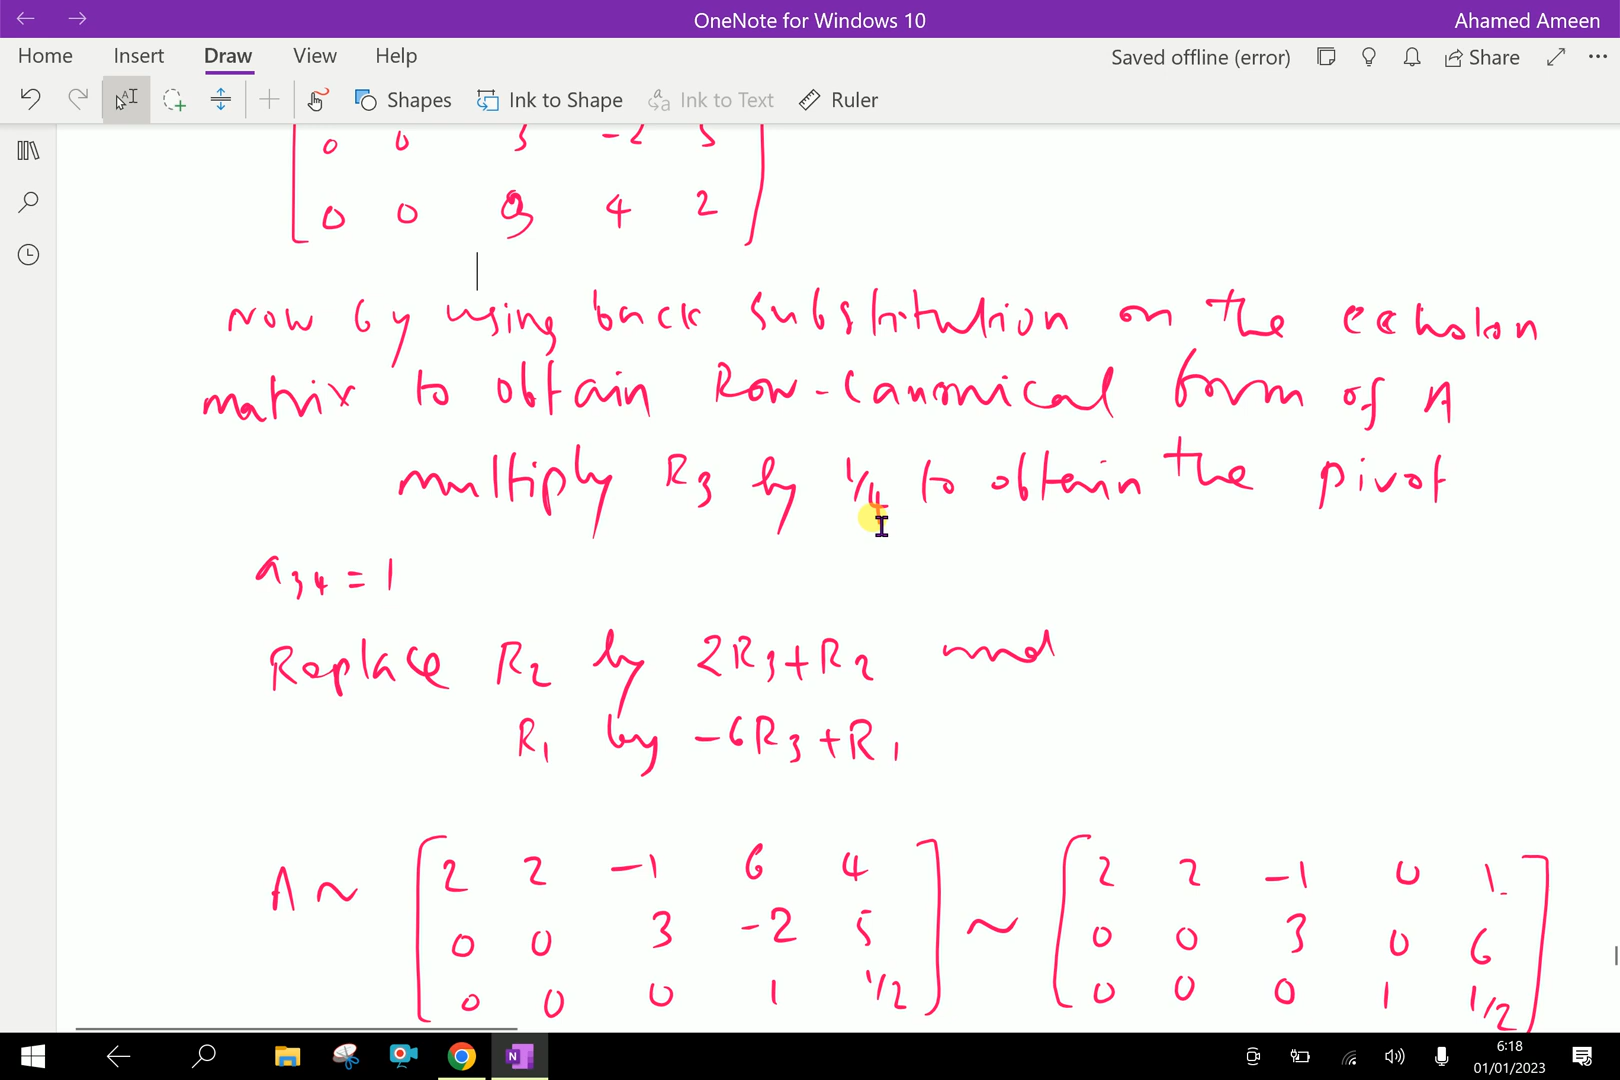 OneNote for Windows 10
Ahamed Ameen
Home Insert Draw View Help
Saved offline (error) Share
Shapes Ink to Shape Ink to Text Ruler
0 0 3 -2 5
0 0 0 4 2
Now by using back substitution on the echolon
matrix to obtain Row-Canonical form of A
multiply R3 by 1/4 to obtain the pivot
a34 = 1
Replace R2 by 2R3+R2 and
R1 by -6R3+R1
A ~ [ 2 2 -1 6 4 ] ~ [ 2 2 -1 0 1 ]
0 0 3 -2 5 0 0 3 0 6
0 0 0 1 1/2 0 0 0 1 1/2
6:18
01/01/2023